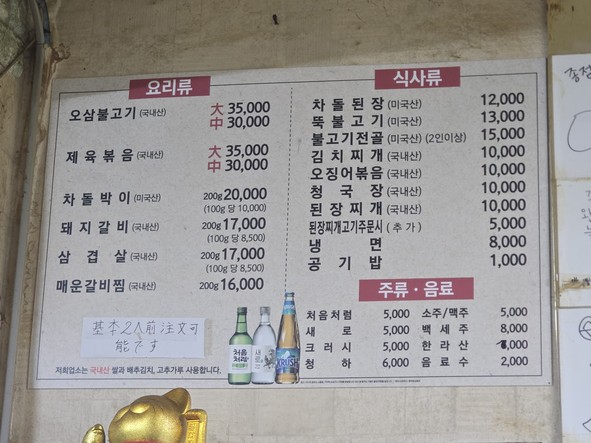 요리류
오삼불고기 (국내산) 大 35,000
中 30,000
제육볶음 (국내산) 大 35,000
中 30,000
차돌박이 (미국산) 200g 20,000
(100g 당 10,000)
돼지갈비 (국내산) 200g 17,000
(100g 당 8,500)
삼겹살 (국내산) 200g 17,000
(100g 당 8,500)
매운갈비찜 (국내산) 200g 16,000
基本2人前注文可
能です
저희업소는 국내산 쌀과 배추김치, 고추가루 사용합니다.
식사류
차돌된장 (미국산) 12,000
뚝불고기 (미국산) 13,000
불고기전골 (미국산) (2인이상) 15,000
김치찌개 (국내산) 10,000
오징어볶음 (국내산) 10,000
청국장 (국내산) 10,000
된장찌개 (국내산) 10,000
된장찌개고기주문시 (추가) 5,000
냉면 8,000
공기밥 1,000
주류 · 음료
처음처럼 5,000 소주/맥주 5,000
새로 5,000 백세주 8,000
크러시 5,000 한라산 ,000
청하 6,000 음료수 2,000
처음
처럼
새로
KRUSH
종점